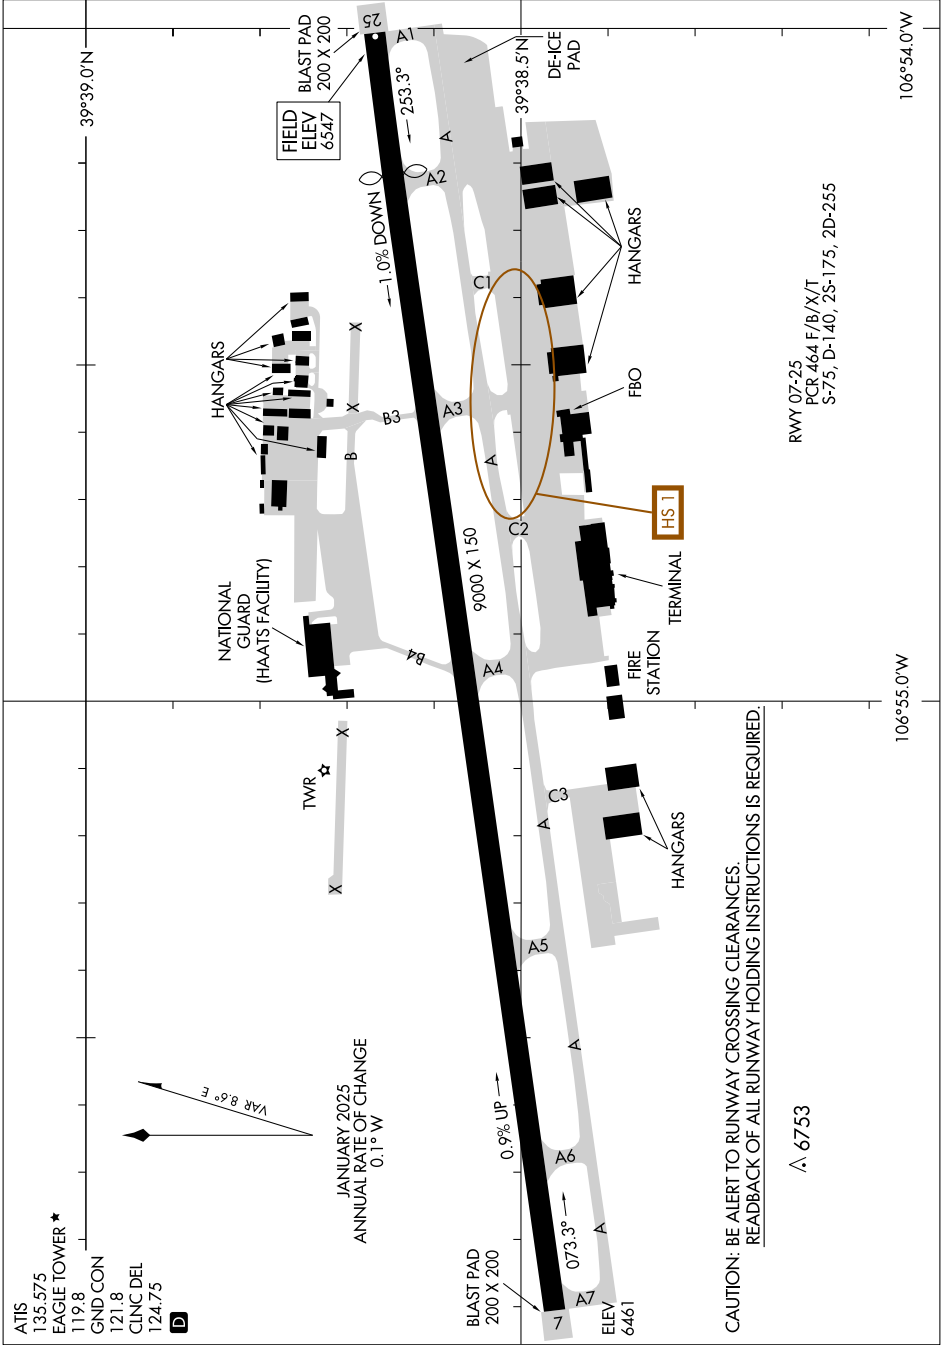 ATIS
135.575
EAGLE TOWER
119.8
GND CON
121.8
CLNC DEL
124.75
D
VAR 8.6° E
JANUARY 2025
ANNUAL RATE OF CHANGE
0.1° W
39°39.0'N
39°38.5'N
106°55.0'W
106°54.0'W
TWR
X
X
X
X
NATIONAL
GUARD
(HAATS FACILITY)
HANGARS
B
B3
B4
FIELD
ELEV
6547
BLAST PAD
200 X 200
25
253.3°
1.0% DOWN
9000 X 150
0.9% UP
073.3°
7
BLAST PAD
200 X 200
ELEV
6461
A1
A2
A3
A4
A5
A6
A7
A
A
A
A
A
C1
C2
C3
DE-ICE
PAD
HANGARS
FBO
HS 1
TERMINAL
FIRE
STATION
HANGARS
RWY 07-25
PCR 464 F/B/X/T
S-75, D-140, 2S-175, 2D-255
CAUTION: BE ALERT TO RUNWAY CROSSING CLEARANCES.
READBACK OF ALL RUNWAY HOLDING INSTRUCTIONS IS REQUIRED.
6753